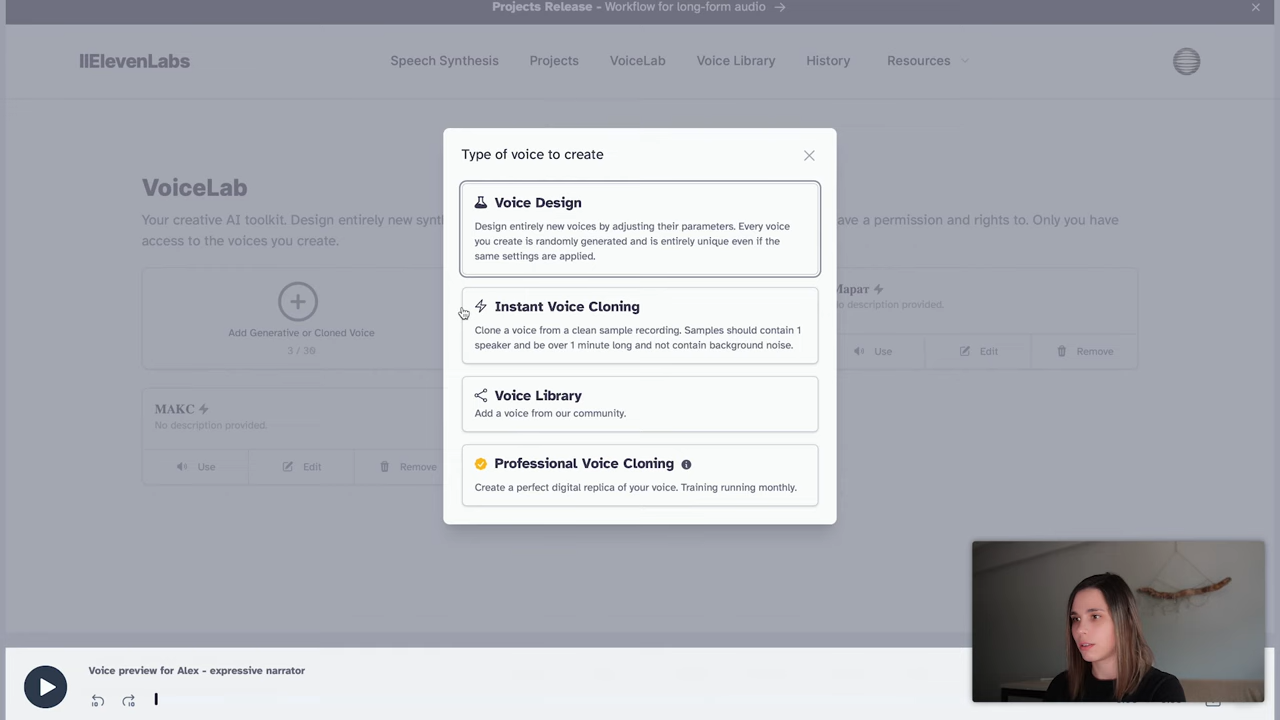 Projects Release - Workflow for long-form audio →
IIElevenLabs
Speech Synthesis
Projects
VoiceLab
Voice Library
History
Resources
Type of voice to create
Voice Design
Design entirely new voices by adjusting their parameters. Every voice
you create is randomly generated and is entirely unique even if the
same settings are applied.
Instant Voice Cloning
Clone a voice from a clean sample recording. Samples should contain 1
speaker and be over 1 minute long and not contain background noise.
Voice Library
Add a voice from our community.
Professional Voice Cloning
Create a perfect digital replica of your voice. Training running monthly.
VoiceLab
Your creative AI toolkit. Design entirely new
ave a permission and rights to. Only you have
access to the voices you create.
Add Generative or Cloned Voice
3 / 30
Марат
o description provided.
Use
Edit
Remove
МАКС
No description provided.
Use
Edit
Remove
Voice preview for Alex - expressive narrator
10
10